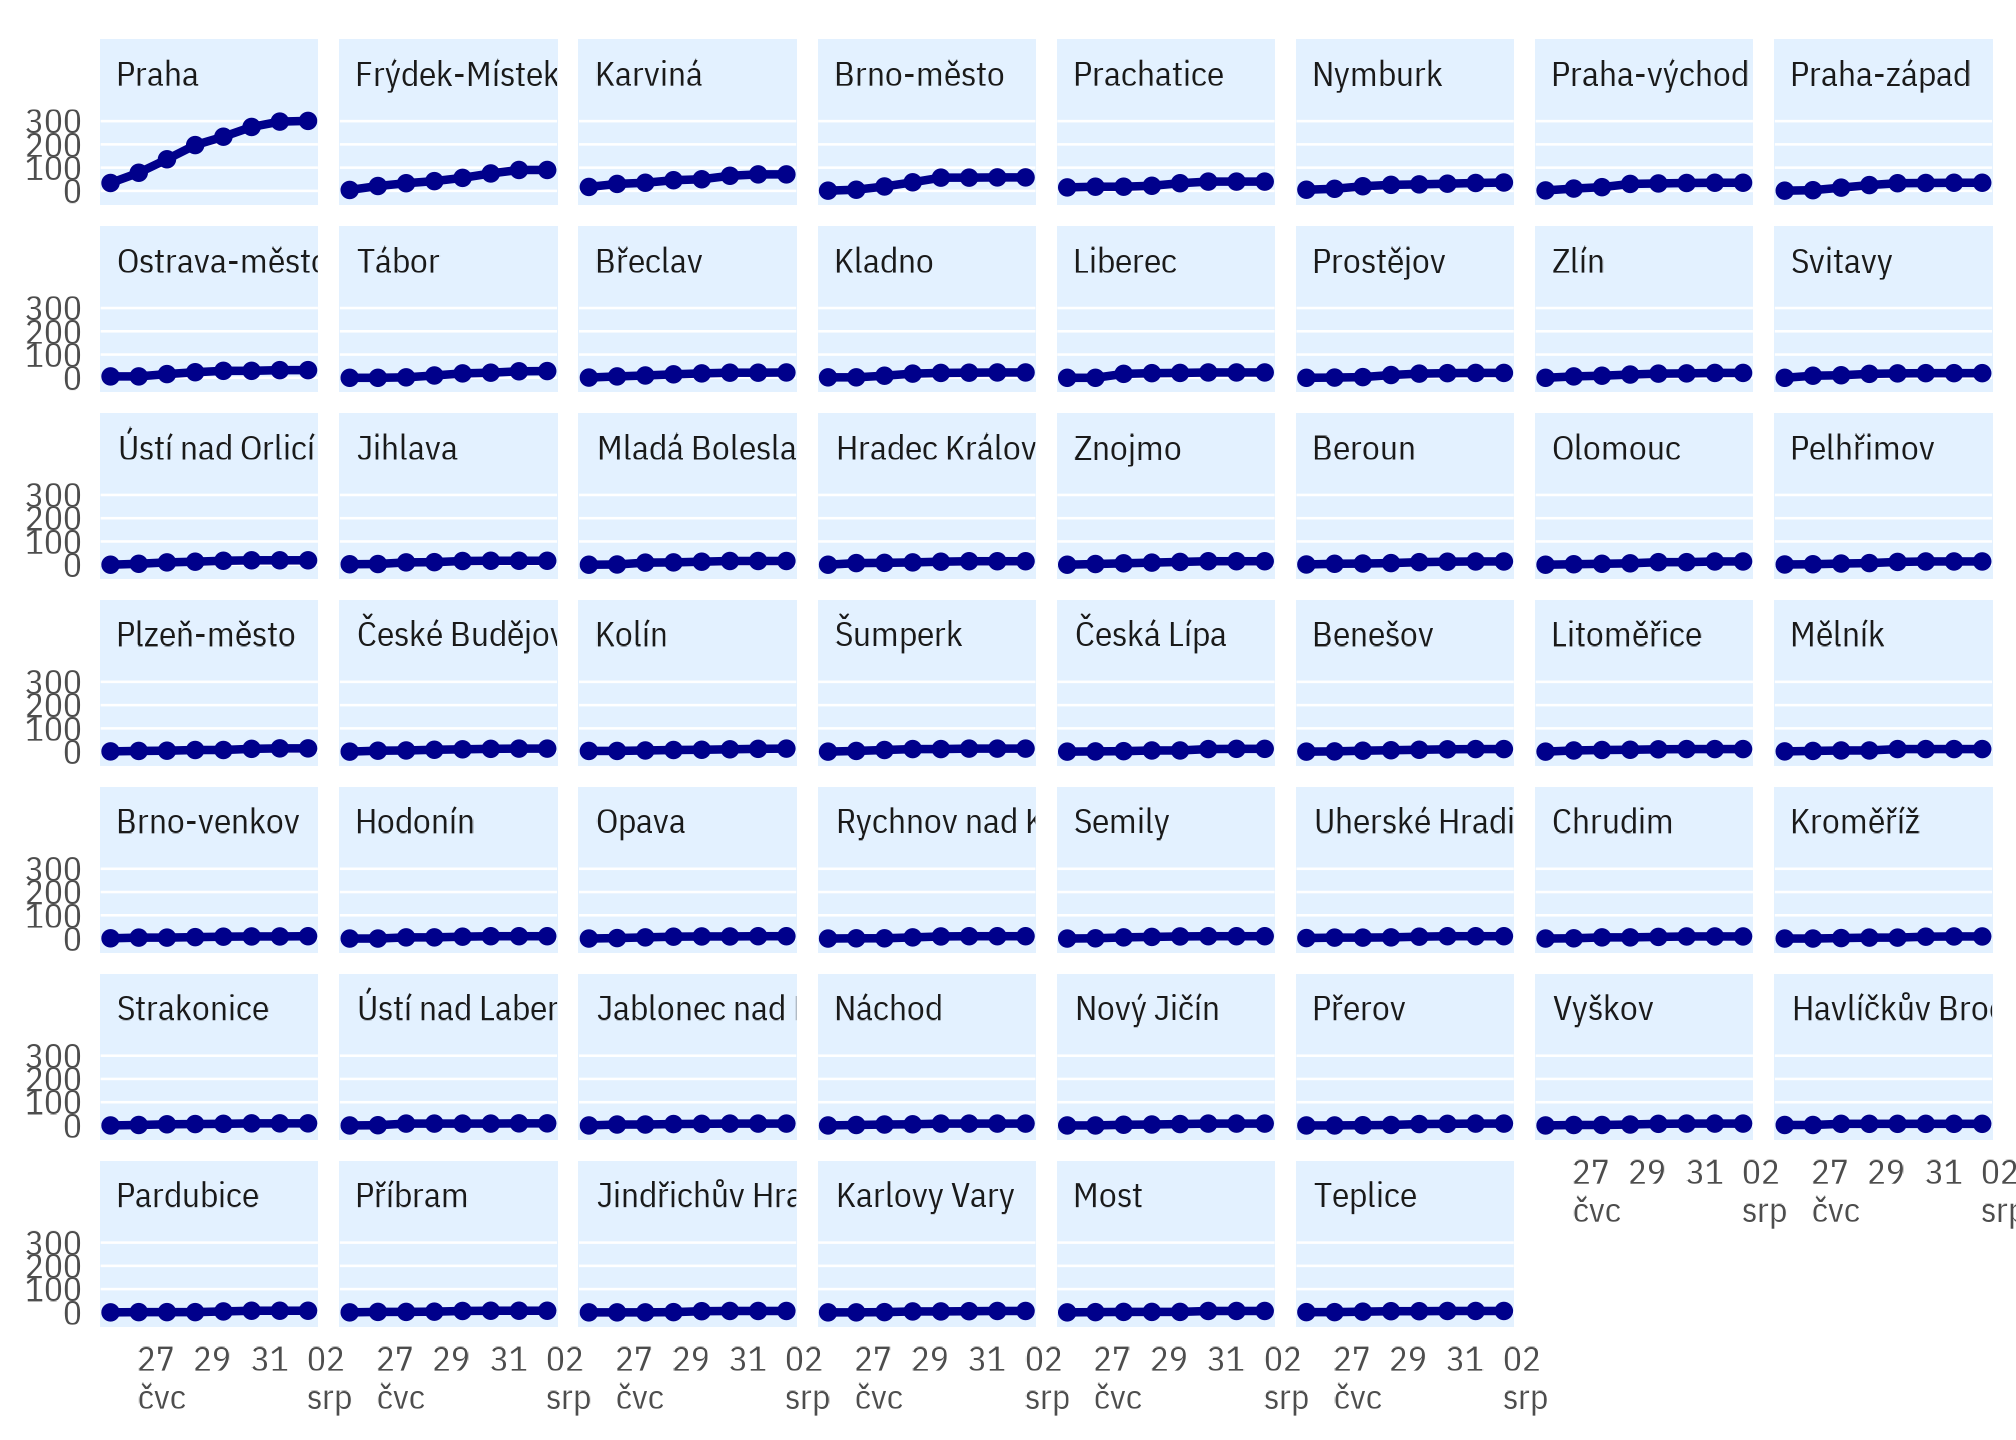 Praha Frýdek-Místek Karviná Brno-město Prachatice Nymburk Praha-východ Praha-západ
300
200
100
0
Ostrava-město Tábor Břeclav Kladno Liberec Prostějov Zlín Svitavy
300
200
100
0
Ústí nad Orlicí Jihlava Mladá Bolesla Hradec Králov Znojmo Beroun Olomouc Pelhřimov
300
200
100
0
Plzeň-město České Budějov Kolín Šumperk Česká Lípa Benešov Litoměřice Mělník
300
200
100
0
Brno-venkov Hodonín Opava Rychnov nad K Semily Uherské Hradi Chrudim Kroměříž
300
200
100
0
Strakonice Ústí nad Laber Jablonec nad Náchod Nový Jičín Přerov Vyškov Havlíčkův Broc
300
200
100
0
27 29 31 02 27 29 31 02
čvc srp čvc srp
Pardubice Příbram Jindřichův Hra Karlovy Vary Most Teplice
300
200
100
0
27 29 31 02 27 29 31 02 27 29 31 02 27 29 31 02 27 29 31 02 27 29 31 02
čvc srp čvc srp čvc srp čvc srp čvc srp čvc srp